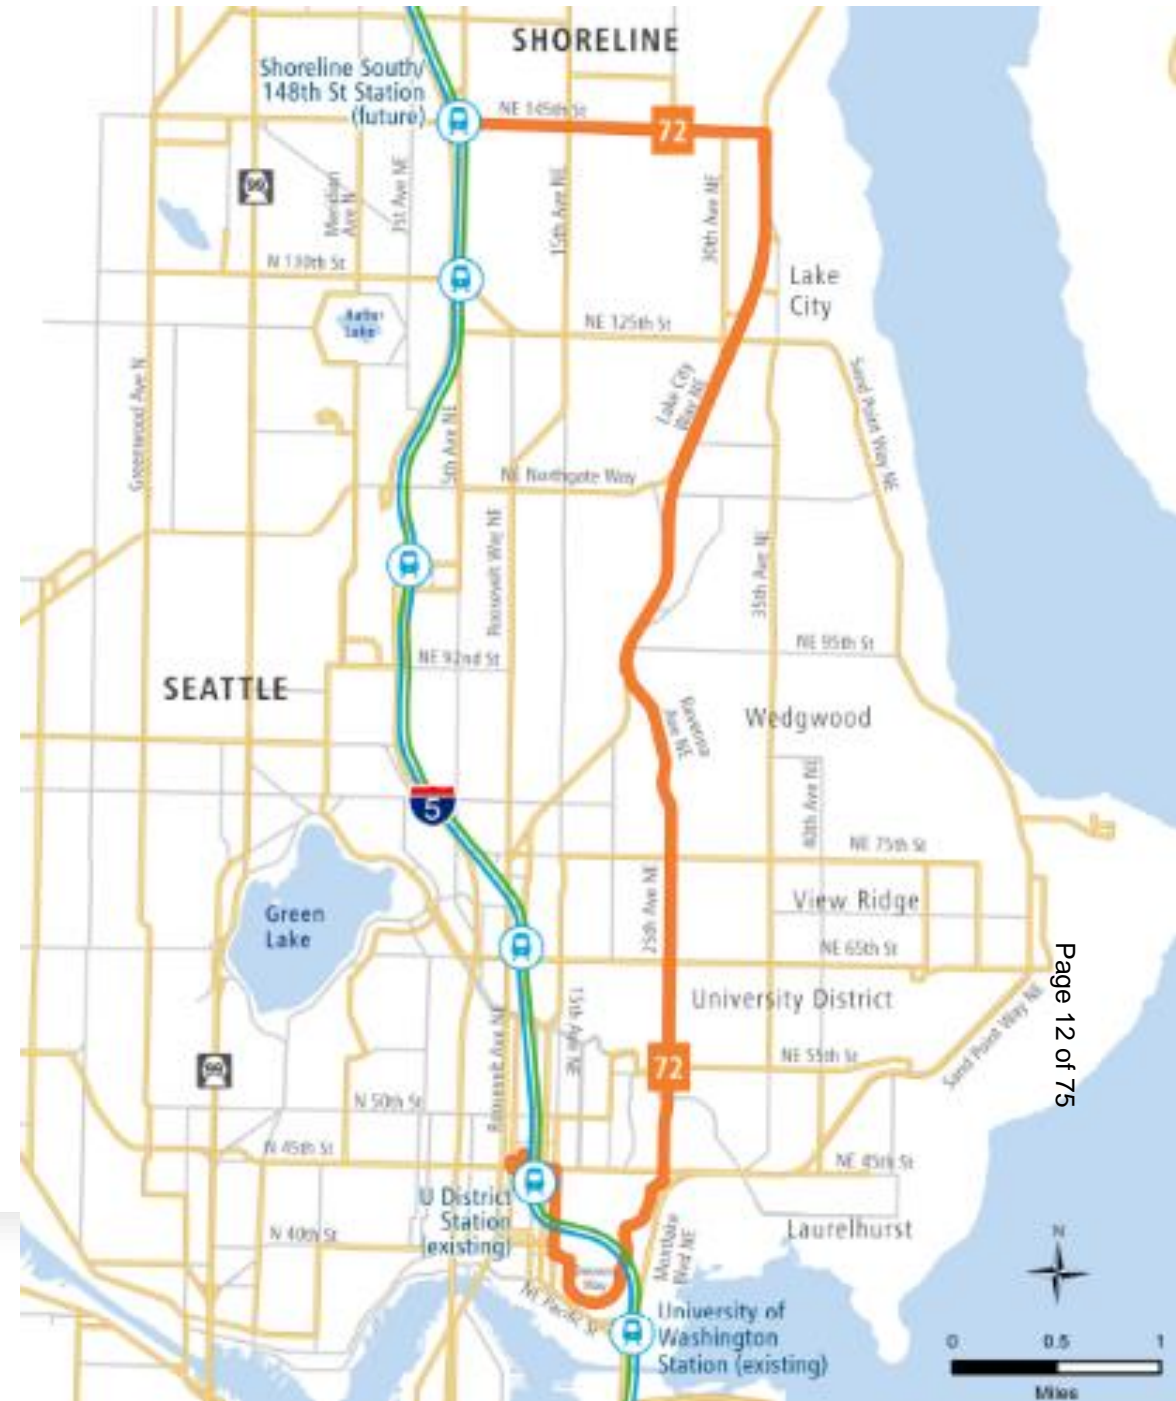 SHORELINE
Shoreline South/
148th St Station
(future)
NE 145th St
72
99
Meridian
Ave N
1st Ave NE
15th Ave NE
30th Ave NE
N 130th St
Lake
City
NE 125th St
Lake City
Way NE
Sand Point Way NE
Greenwood Ave N
5th Ave NE
NE Northgate Way
Roosevelt Way NE
35th Ave NE
NE 92nd St
NE 95th St
SEATTLE
Ravenna
Ave NE
Wedgwood
5
40th Ave NE
NE 75th St
Green
Lake
25th Ave NE
View Ridge
NE 65th St
Page 12 of 75
University District
15th Ave NE
Sand Point Way NE
NE 55th St
72
99
N 50th St
N 45th St
NE 45th St
U District
Station
(existing)
N 40th St
Laurelhurst
Montlake
Blvd NE
Way
NE Pacific St
University of
Washington
Station (existing)
N
0 0.5 1
Miles